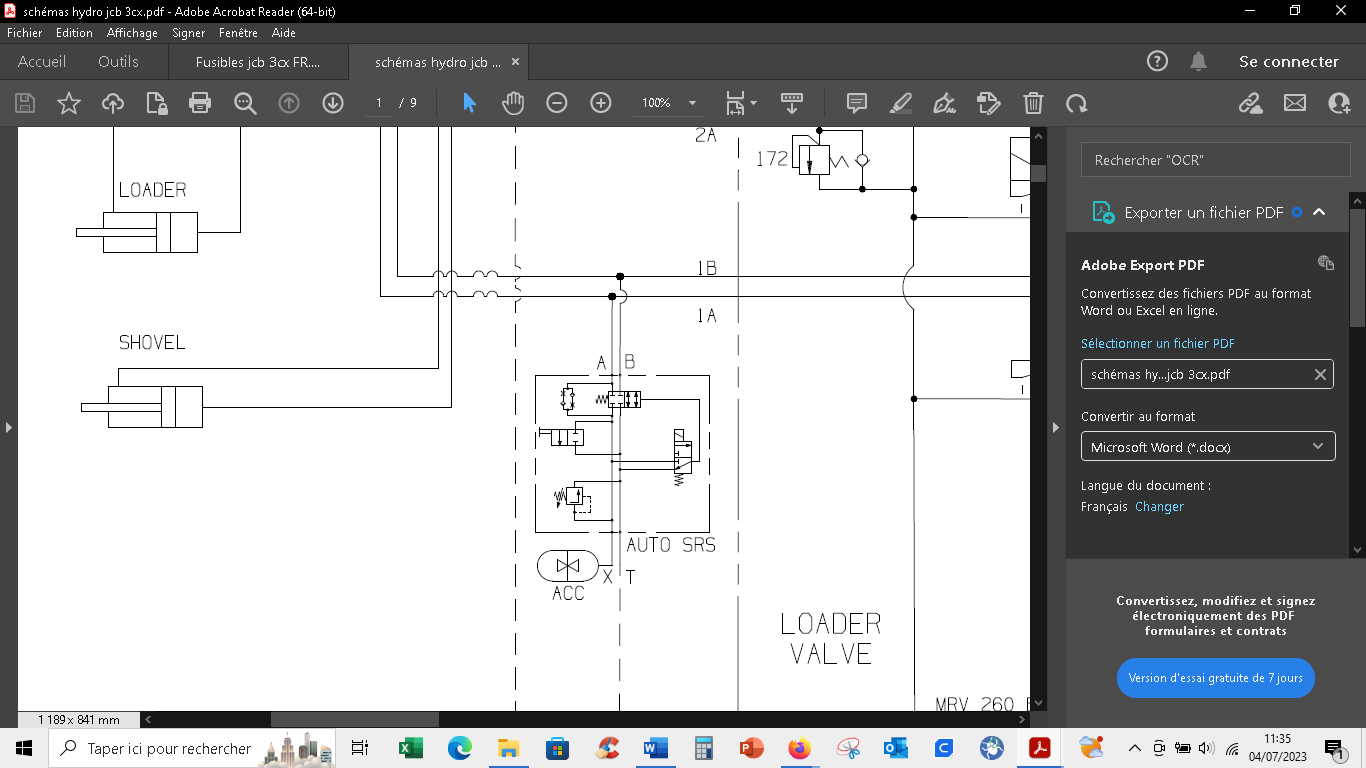 schémas hydro jcb 3cx.pdf - Adobe Acrobat Reader (64-bit)
Fichier Edition Affichage Signer Fenêtre Aide
Accueil Outils Fusibles jcb 3cx FR.... schémas hydro jcb ... × Se connecter
1 / 9 100%
2A
172
LOADER
1B
1A
SHOVEL
A B
AUTO SRS
X T
ACC
LOADER
VALVE
MRV 260
1 189 x 841 mm
Rechercher "OCR"
Exporter un fichier PDF
Adobe Export PDF
Convertissez des fichiers PDF au format
Word ou Excel en ligne.
Sélectionner un fichier PDF
schémas hy...jcb 3cx.pdf
Convertir au format
Microsoft Word (*.docx)
Langue du document :
Français Changer
Convertissez, modifiez et signez
électroniquement des PDF
formulaires et contrats
Version d'essai gratuite de 7 jours
Taper ici pour rechercher
11:35
04/07/2023
1